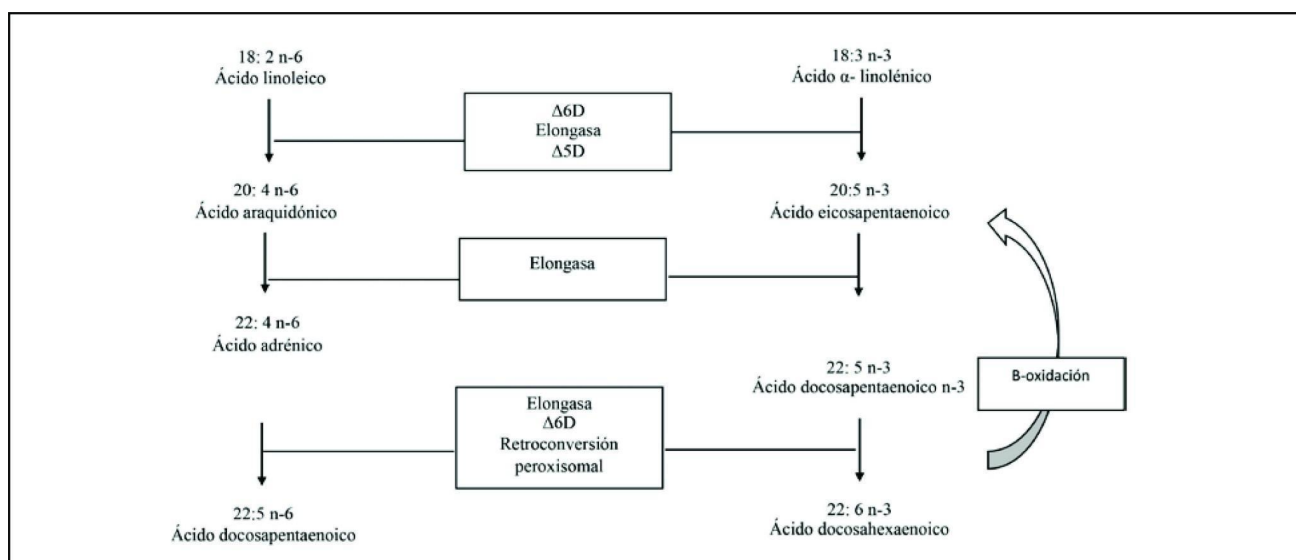 18: 2 n-6
Ácido linoleico
18:3 n-3
Ácido α- linolénico
Δ6D
Elongasa
Δ5D
20: 4 n-6
Ácido araquidónico
20:5 n-3
Ácido eicosapentaenoico
Elongasa
22: 4 n-6
Ácido adrénico
22: 5 n-3
Ácido docosapentaenoico n-3
B-oxidación
Elongasa
Δ6D
Retroconversión
peroxisomal
22:5 n-6
Ácido docosapentaenoico
22: 6 n-3
Ácido docosahexaenoico